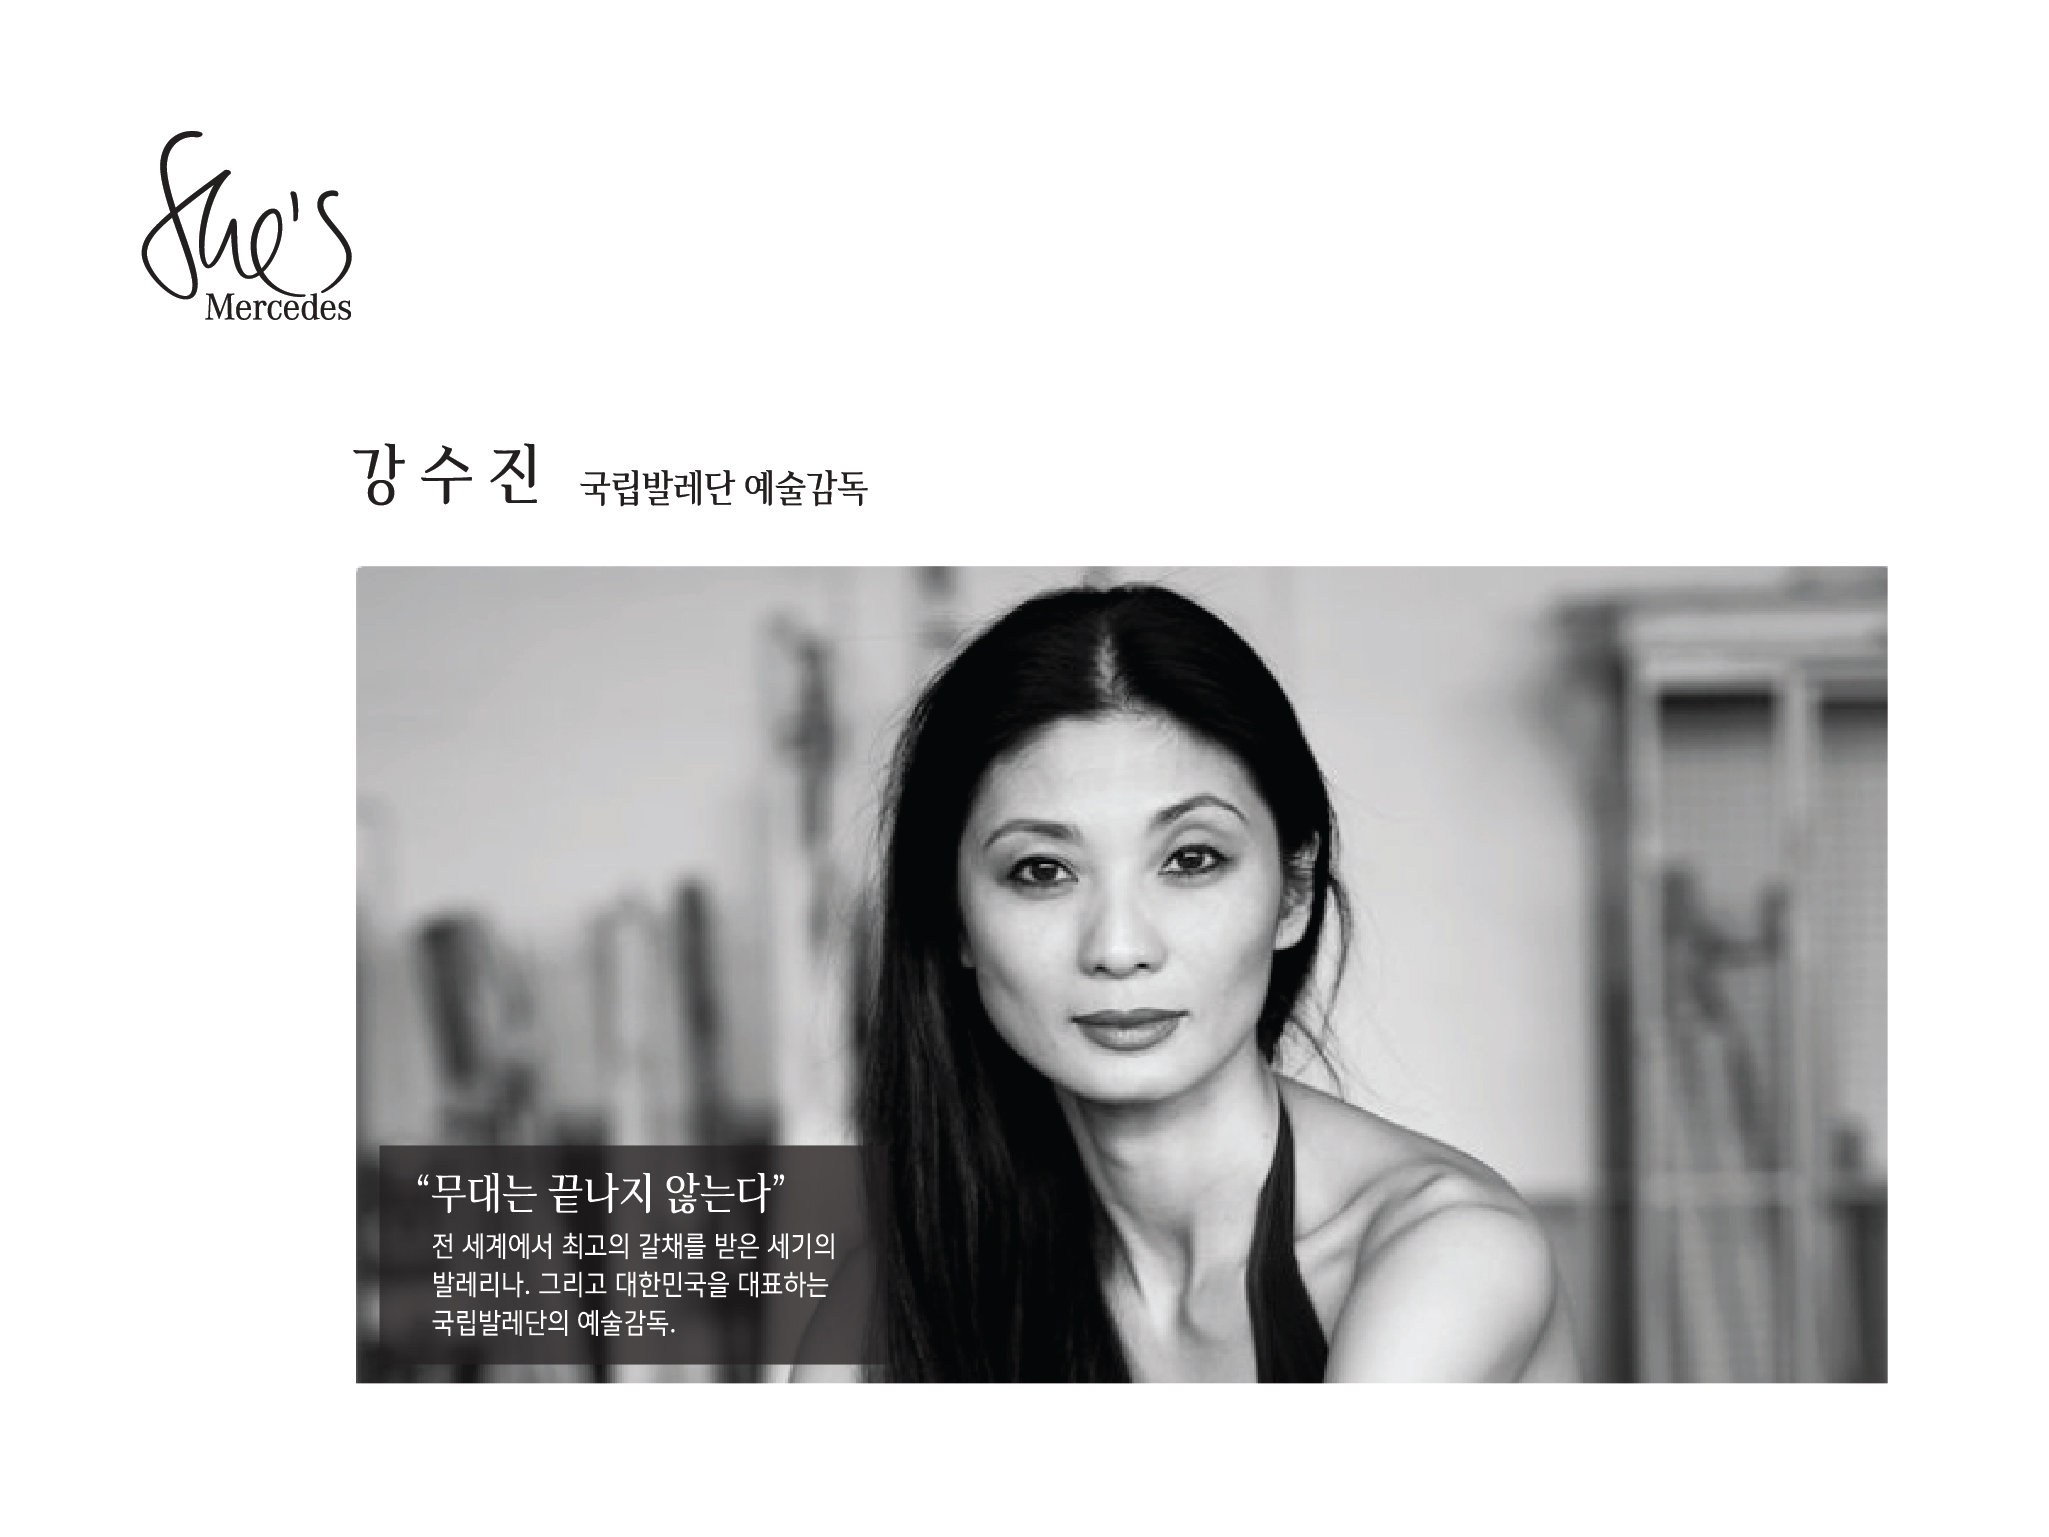 She's
Mercedes
강수진 국립발레단 예술감독
“무대는 끝나지 않는다”
전 세계에서 최고의 갈채를 받은 세기의
발레리나. 그리고 대한민국을 대표하는
국립발레단의 예술감독.